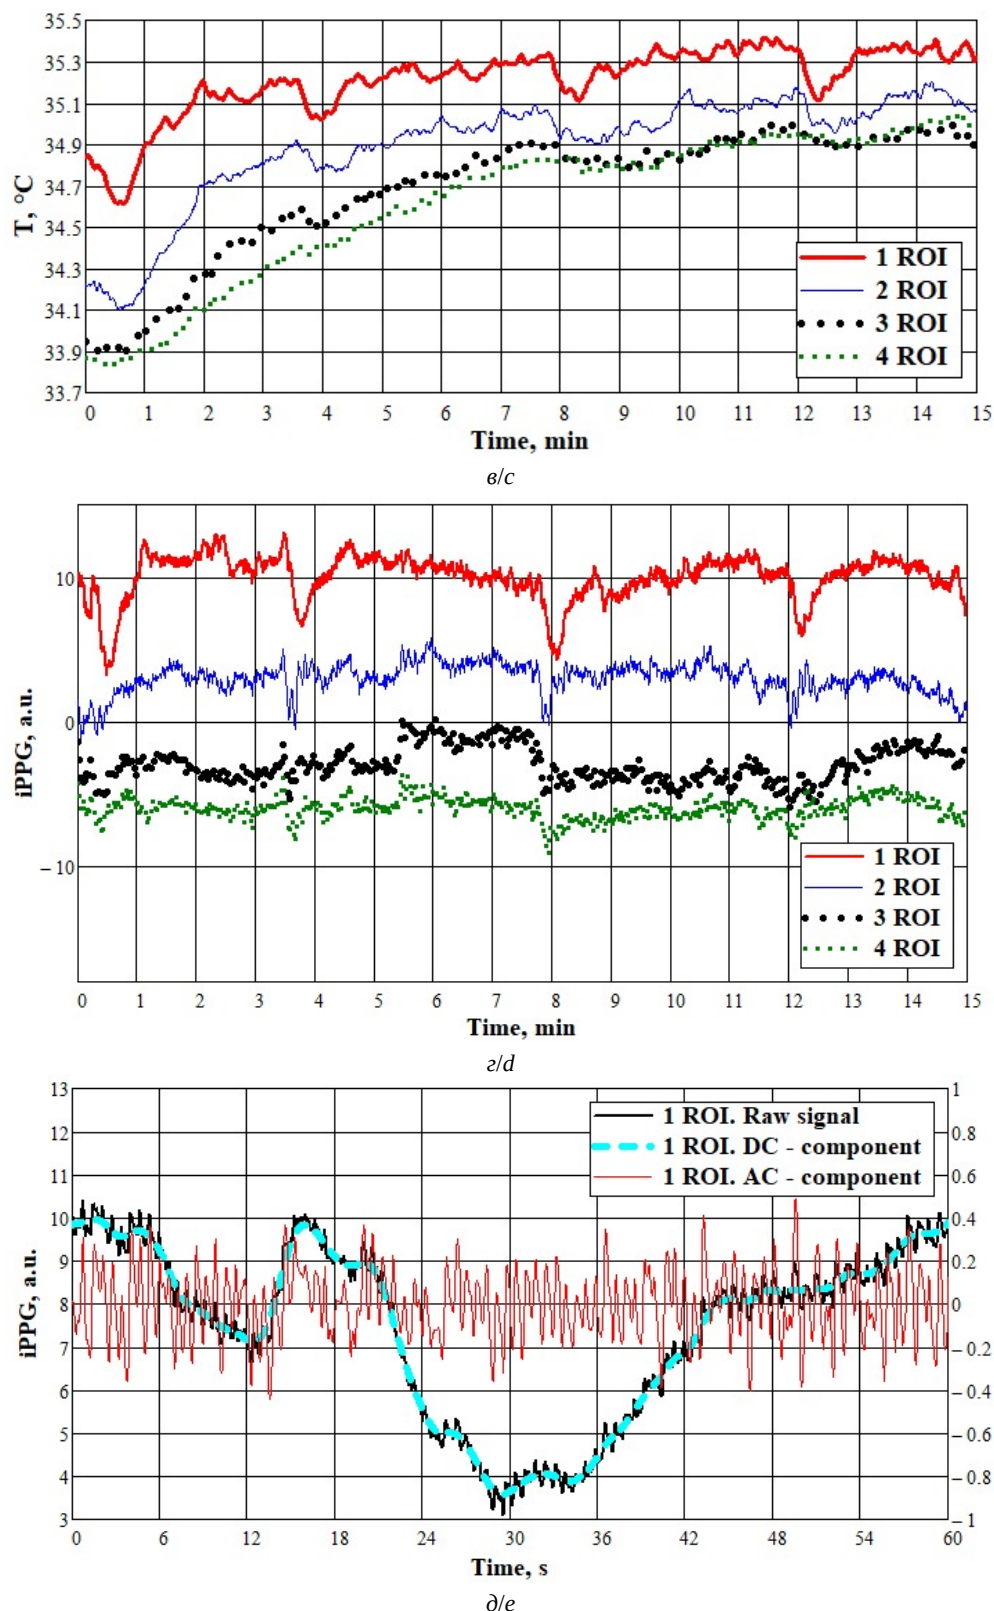 35.5
35.3
35.1
34.9
34.7
34.5
34.3
34.1
33.9
33.7
T, °C
1 ROI
2 ROI
3 ROI
4 ROI
0 1 2 3 4 5 6 7 8 9 10 11 12 13 14 15
Time, min
в/c
10
0
−10
iPPG, a.u.
1 ROI
2 ROI
3 ROI
4 ROI
0 1 2 3 4 5 6 7 8 9 10 11 12 13 14 15
Time, min
г/d
13
12
11
10
9
8
7
6
5
4
3
iPPG, a.u.
1 ROI. Raw signal
1 ROI. DC - component
1 ROI. AC - component
1
0.8
0.6
0.4
0.2
0
−0.2
−0.4
−0.6
−0.8
−1
0 6 12 18 24 30 36 42 48 54 60
Time, s
д/e